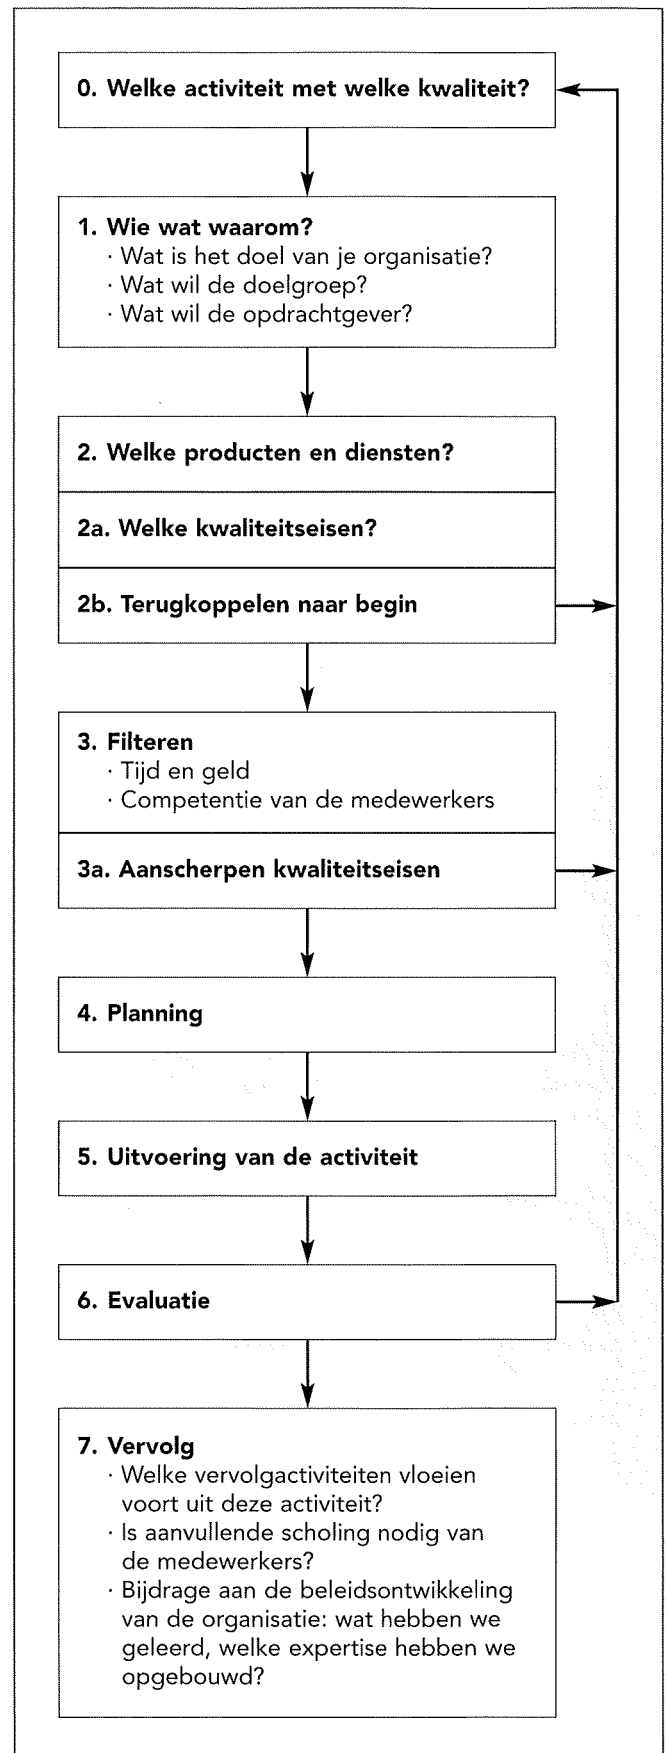 0. Welke activiteit met welke kwaliteit?
1. Wie wat waarom?
· Wat is het doel van je organisatie?
· Wat wil de doelgroep?
· Wat wil de opdrachtgever?
2. Welke producten en diensten?
2a. Welke kwaliteitseisen?
2b. Terugkoppelen naar begin
3. Filteren
· Tijd en geld
· Competentie van de medewerkers
3a. Aanscherpen kwaliteitseisen
4. Planning
5. Uitvoering van de activiteit
6. Evaluatie
7. Vervolg
· Welke vervolgactiviteiten vloeien
voort uit deze activiteit?
· Is aanvullende scholing nodig van
de medewerkers?
· Bijdrage aan de beleidsontwikkeling
van de organisatie: wat hebben we
geleerd, welke expertise hebben we
opgebouwd?